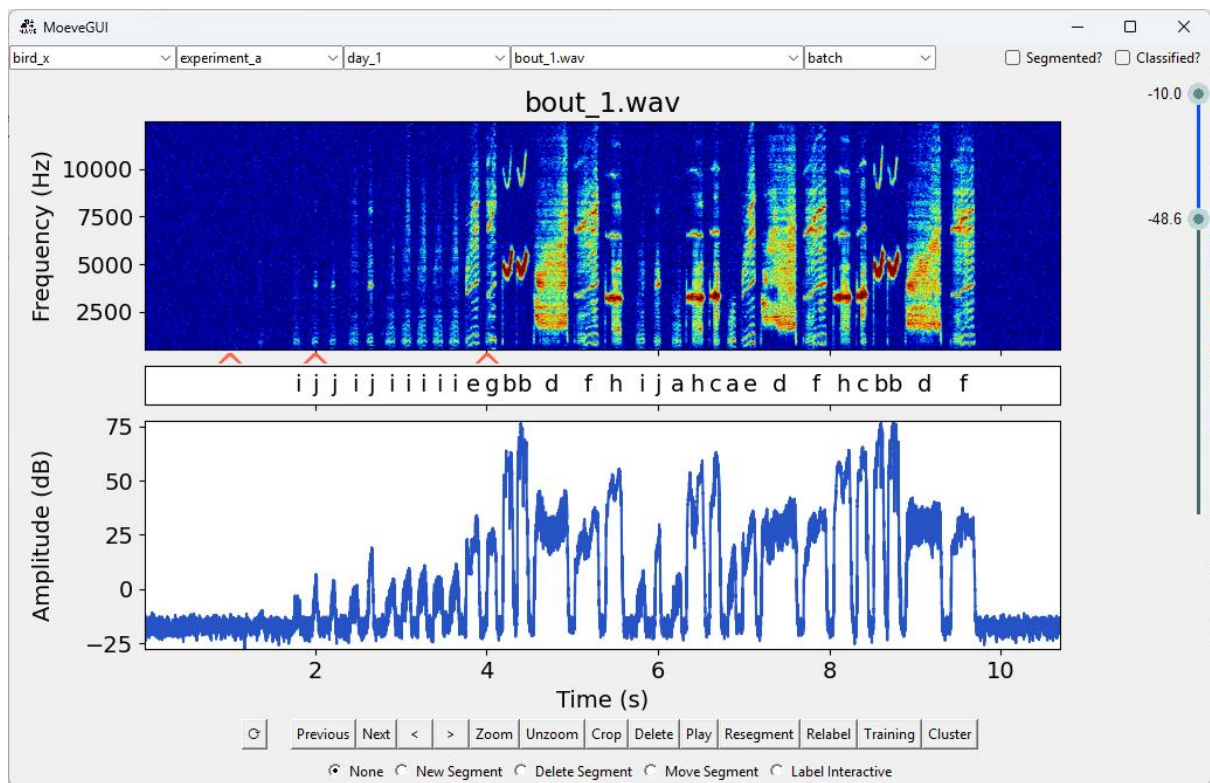 MoeveGUI
bird_x experiment_a day_1 bout_1.wav batch Segmented? Classified?
-10.0
bout_1.wav
Frequency (Hz)
10000
7500
5000
2500
-48.6
i j j i j i i i i i e g b b d f h i j a h c a e d f h c b b d f
Amplitude (dB)
75
50
25
0
−25
2 4 6 8 10
Time (s)
Previous Next < > Zoom Unzoom Crop Delete Play Resegment Relabel Training Cluster
None New Segment Delete Segment Move Segment Label Interactive